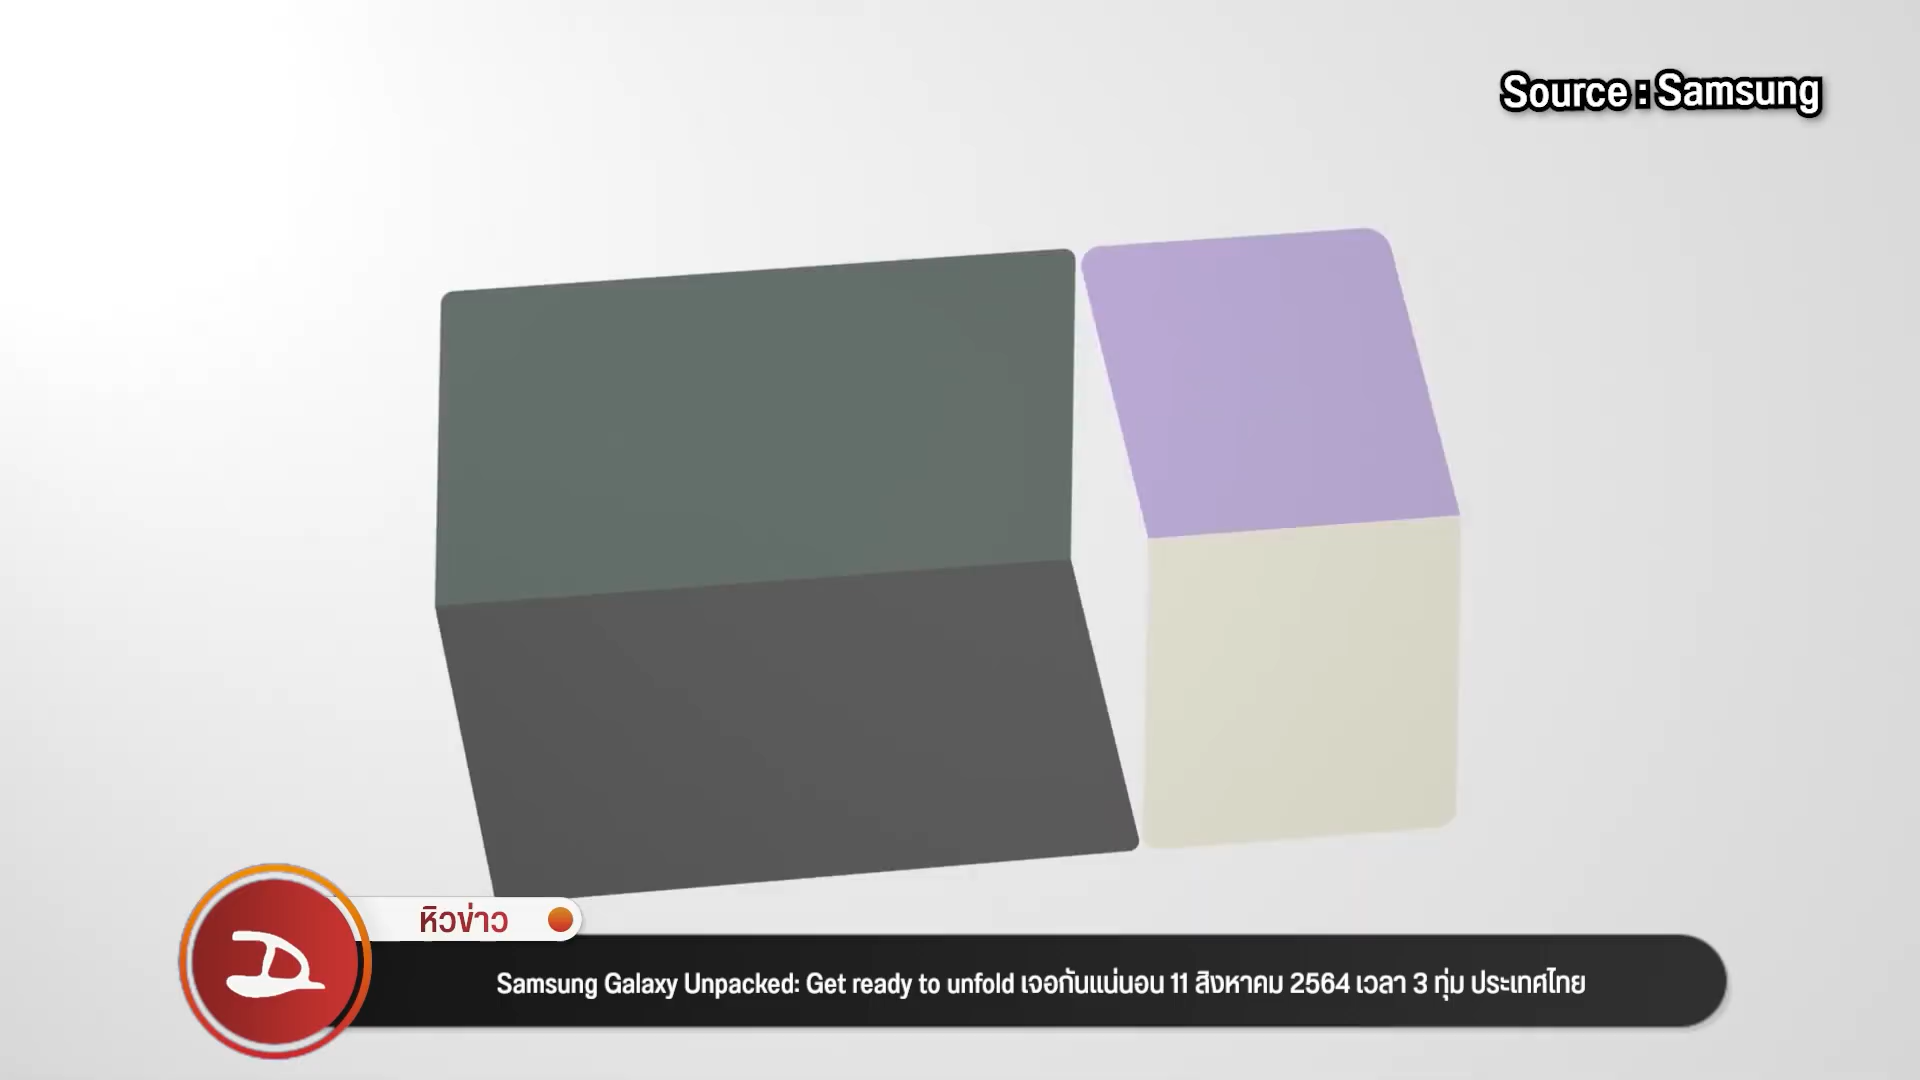 Source : Samsung
หิวข่าว
Samsung Galaxy Unpacked: Get ready to unfold เจอกันแน่นอน 11 สิงหาคม 2564 เวลา 3 ทุ่ม ประเทศไทย